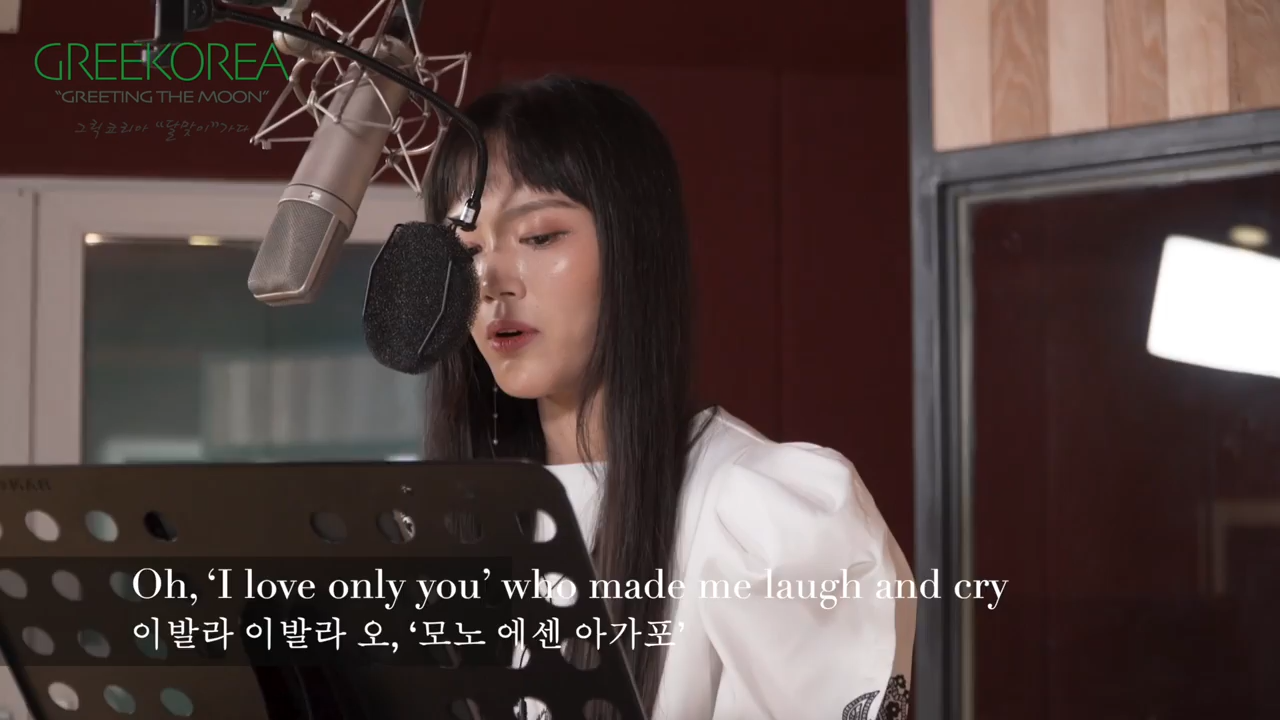 GREEKOREA
"GREETING THE MOON"
그릭코리아 “달맞이”가다
Oh, ‘I love only you’ who made me laugh and cry
이발라 이발라 오, ‘모노 에센 아가포’